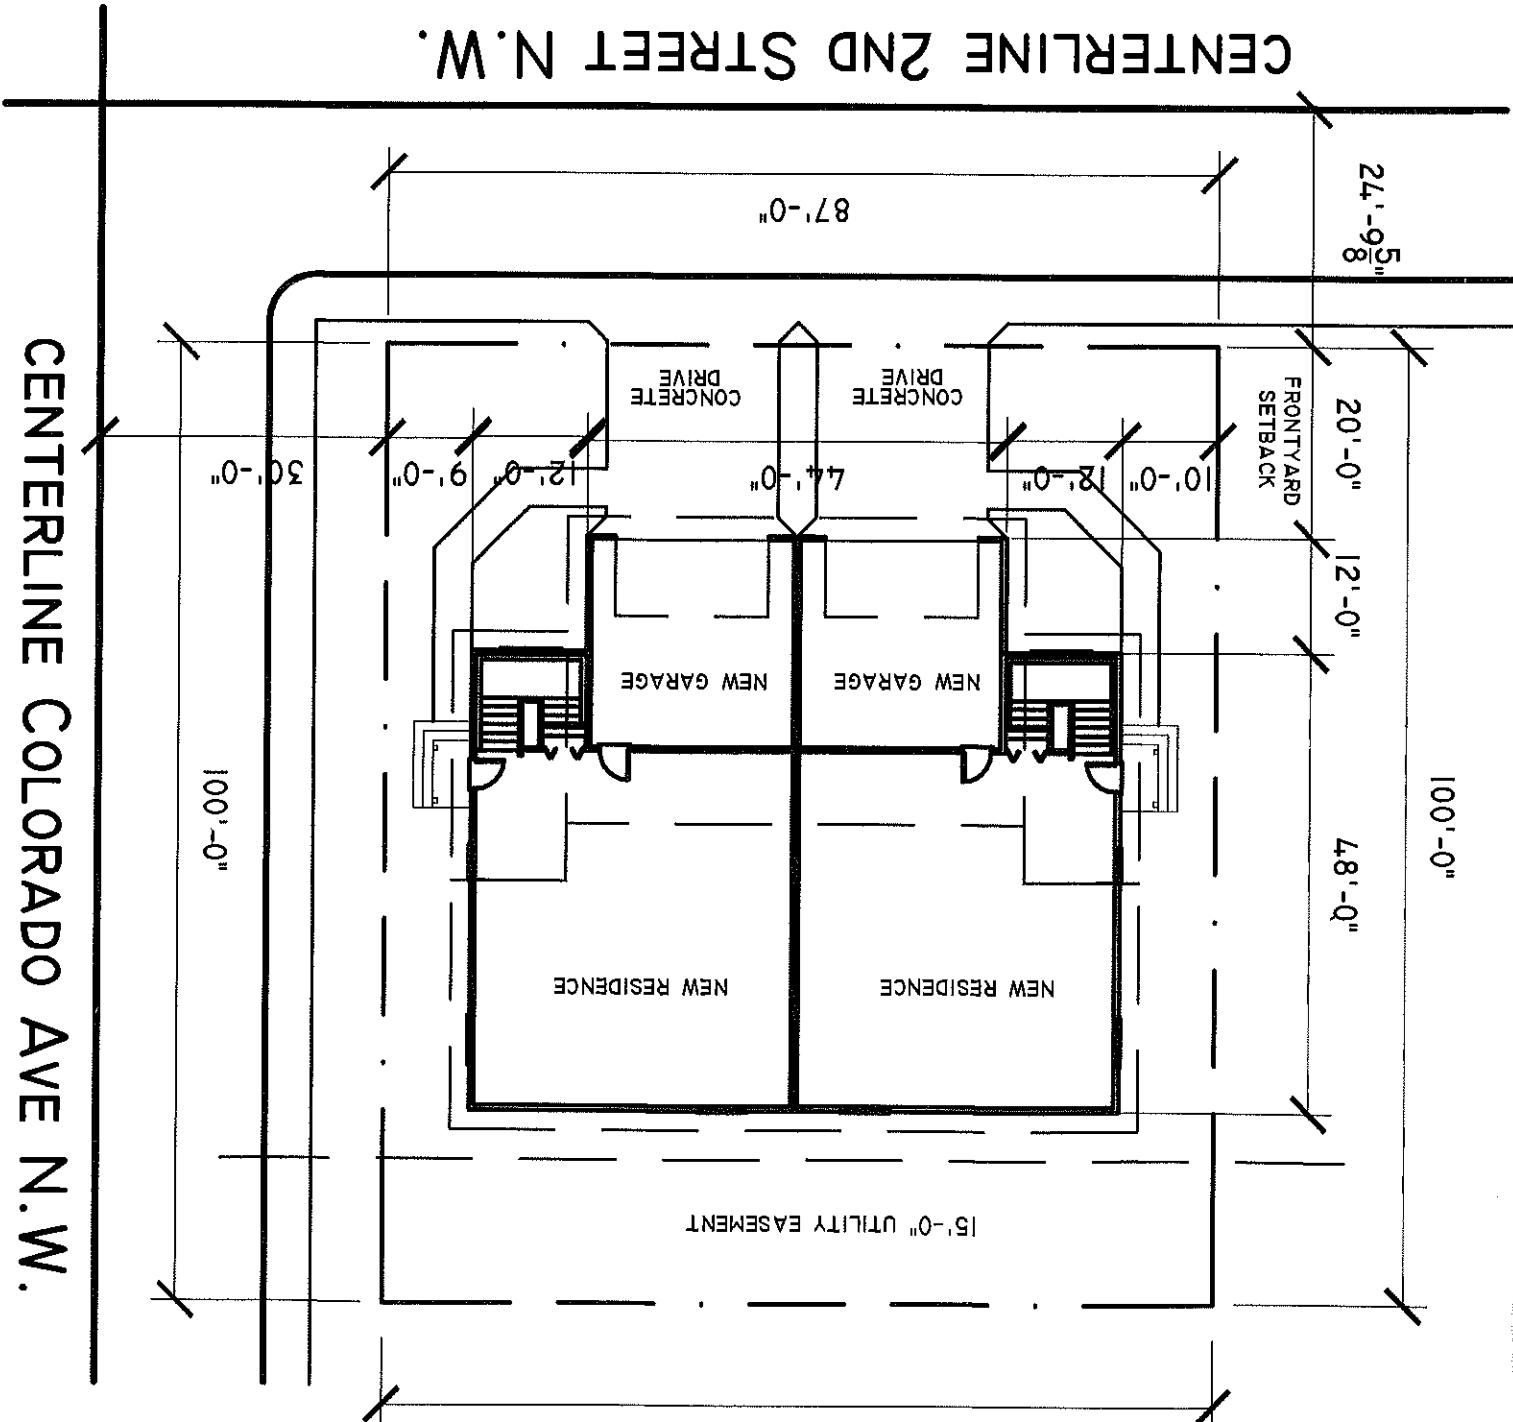 CENTERLINE 2ND STREET N.W.
24'-9 5/8"
87'-0"
CONCRETE
DRIVE
CONCRETE
DRIVE
FRONTYARD
SETBACK
20'-0"
30'-0"
9'-0"
12'-0"
44'-0"
12'-0"
10'-0"
12'-0"
NEW GARAGE
NEW GARAGE
100'-0"
100'-0"
48'-0"
NEW RESIDENCE
NEW RESIDENCE
15'-0" UTILITY EASEMENT
CENTERLINE COLORADO AVE N.W.